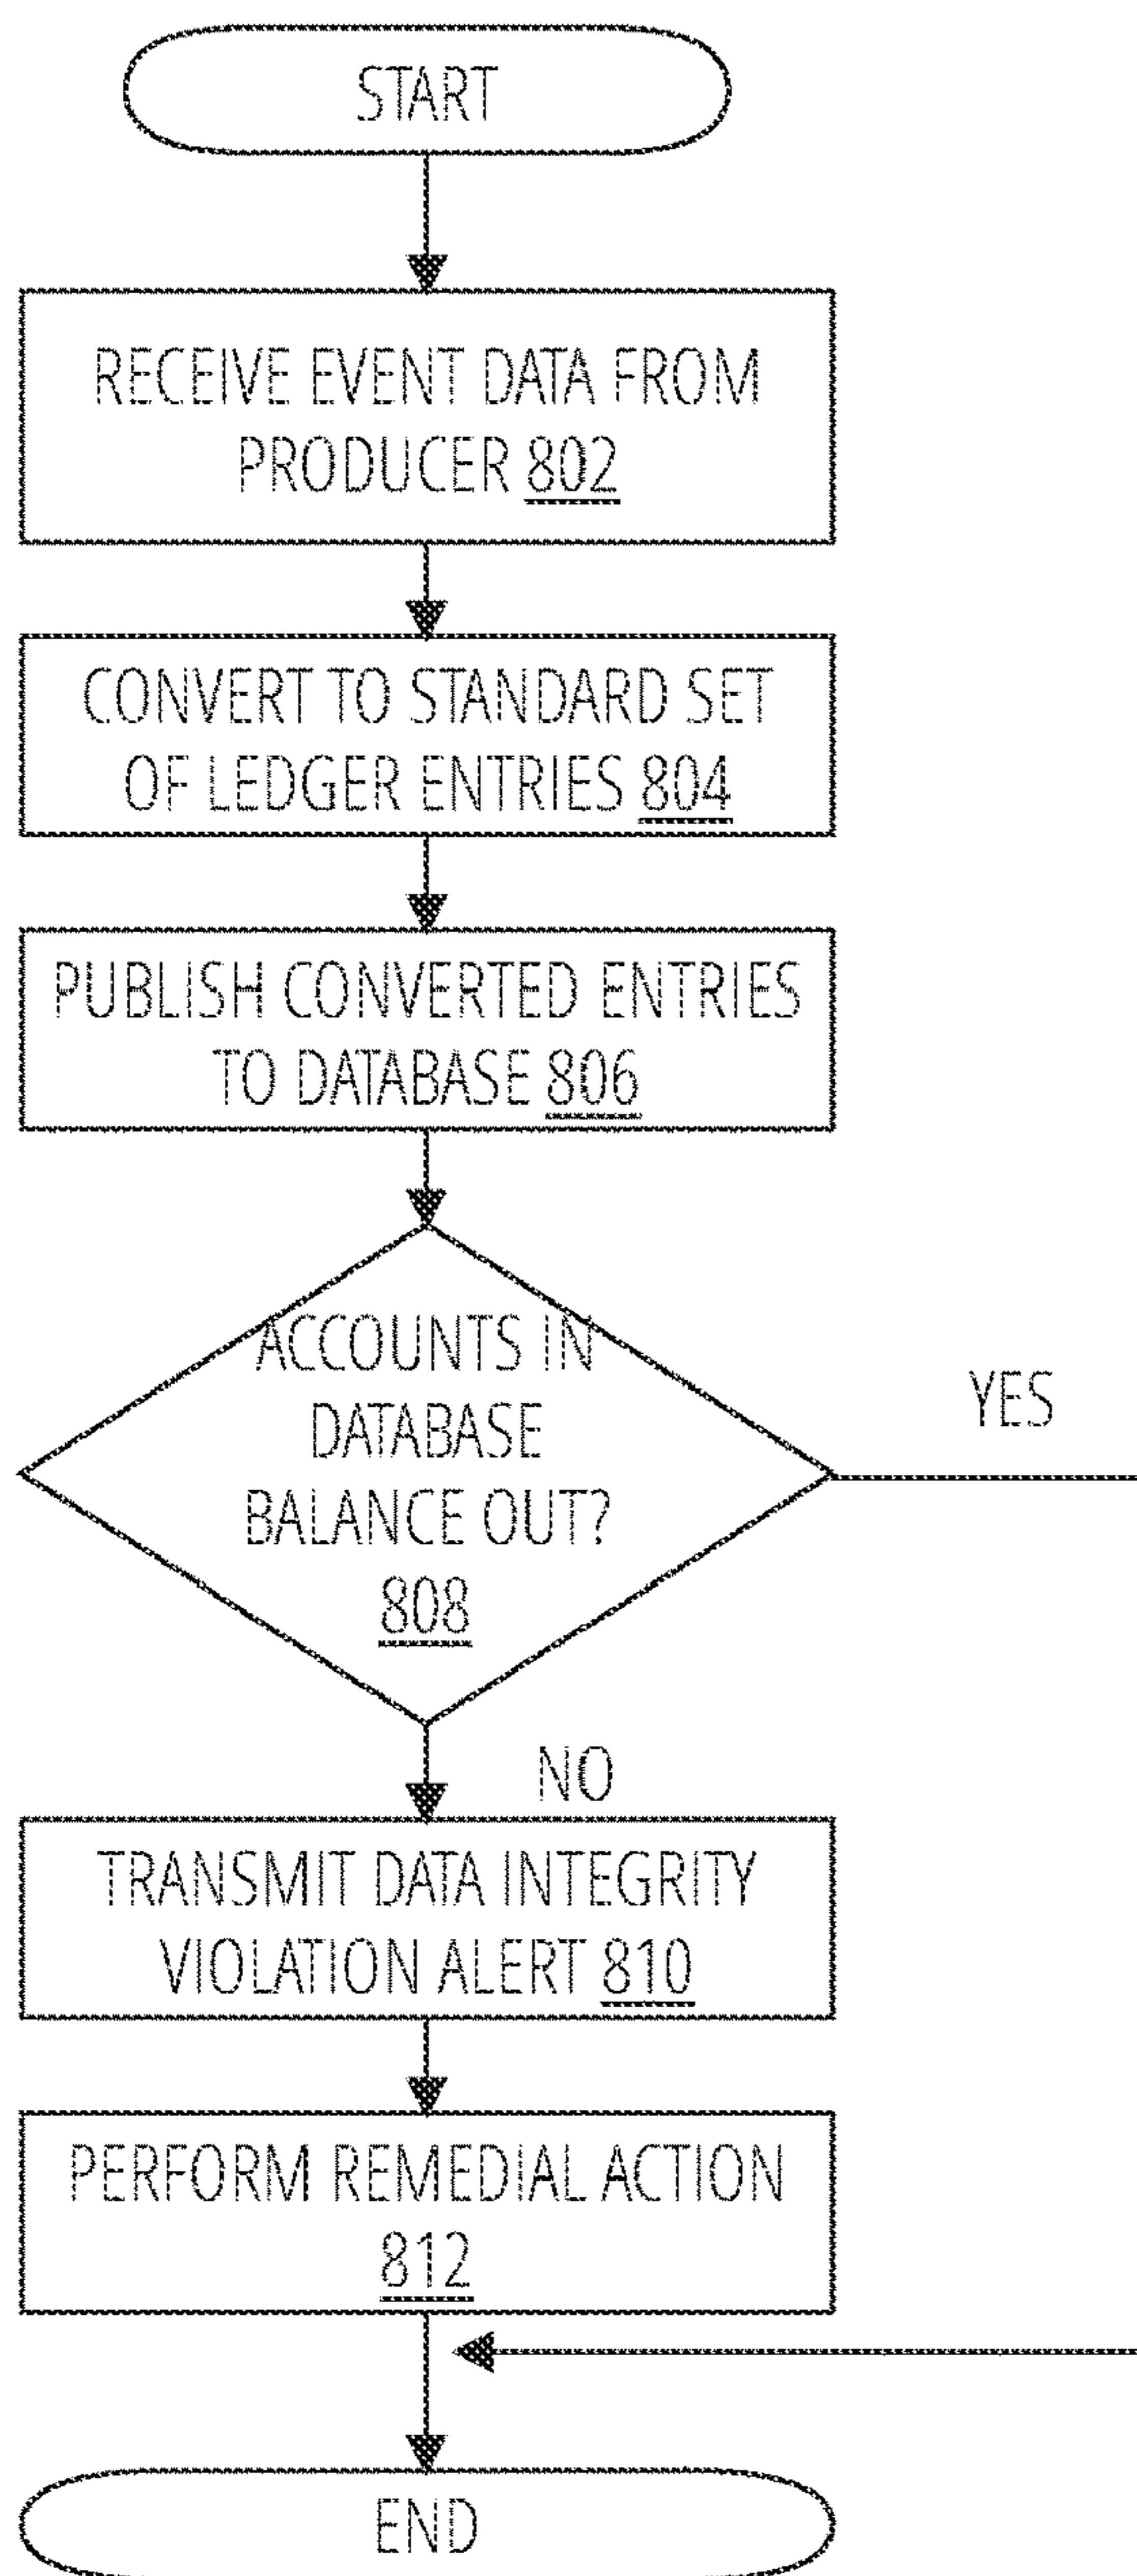 START
RECEIVE EVENT DATA FROM
PRODUCER 802
CONVERT TO STANDARD SET
OF LEDGER ENTRIES 804
PUBLISH CONVERTED ENTRIES
TO DATABASE 806
ACCOUNTS IN
DATABASE
BALANCE OUT?
808
YES
NO
TRANSMIT DATA INTEGRITY
VIOLATION ALERT 810
PERFORM REMEDIAL ACTION
812
END